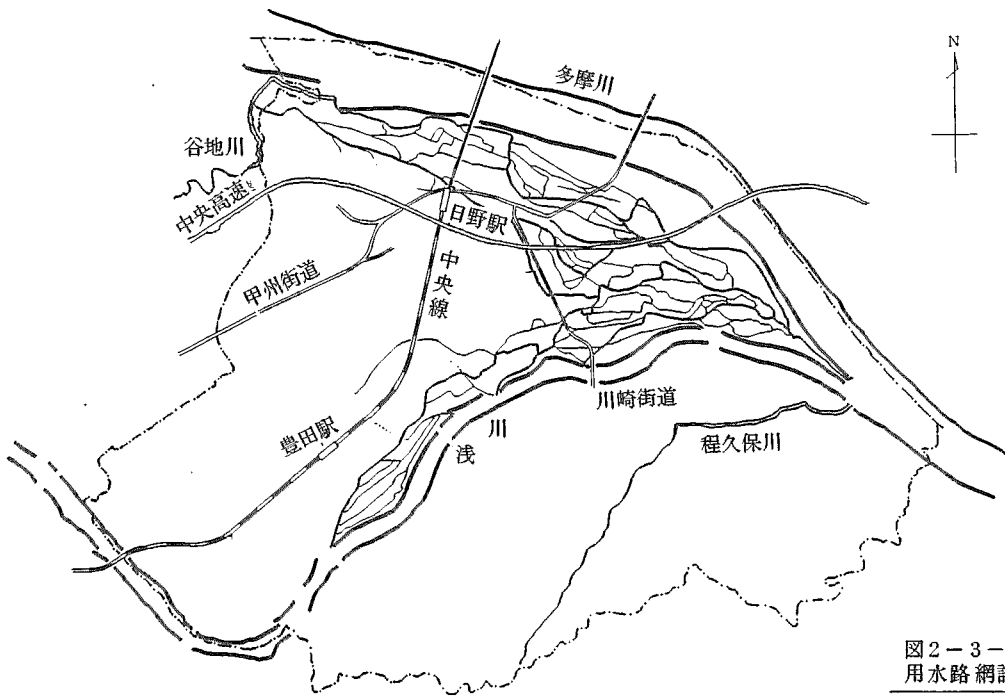 N
多摩川
谷地川
中央高速
日野駅
中央線
甲州街道
豊田駅
川崎街道
浅川
程久保川
図2-3-
用水路網